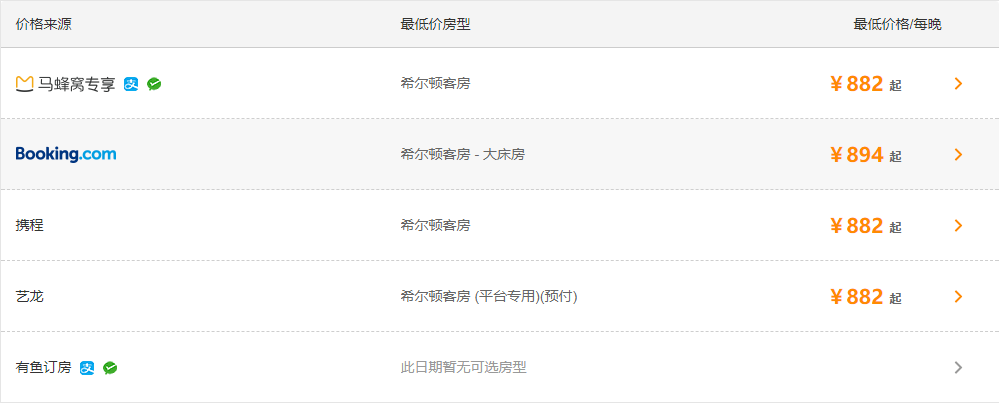 价格来源 最低价房型 最低价格/每晚
马蜂窝专享 希尔顿客房 ¥882 起
Booking.com 希尔顿客房 - 大床房 ¥894 起
携程 希尔顿客房 ¥882 起
艺龙 希尔顿客房 (平台专用)(预付) ¥882 起
有鱼订房 此日期暂无可选房型